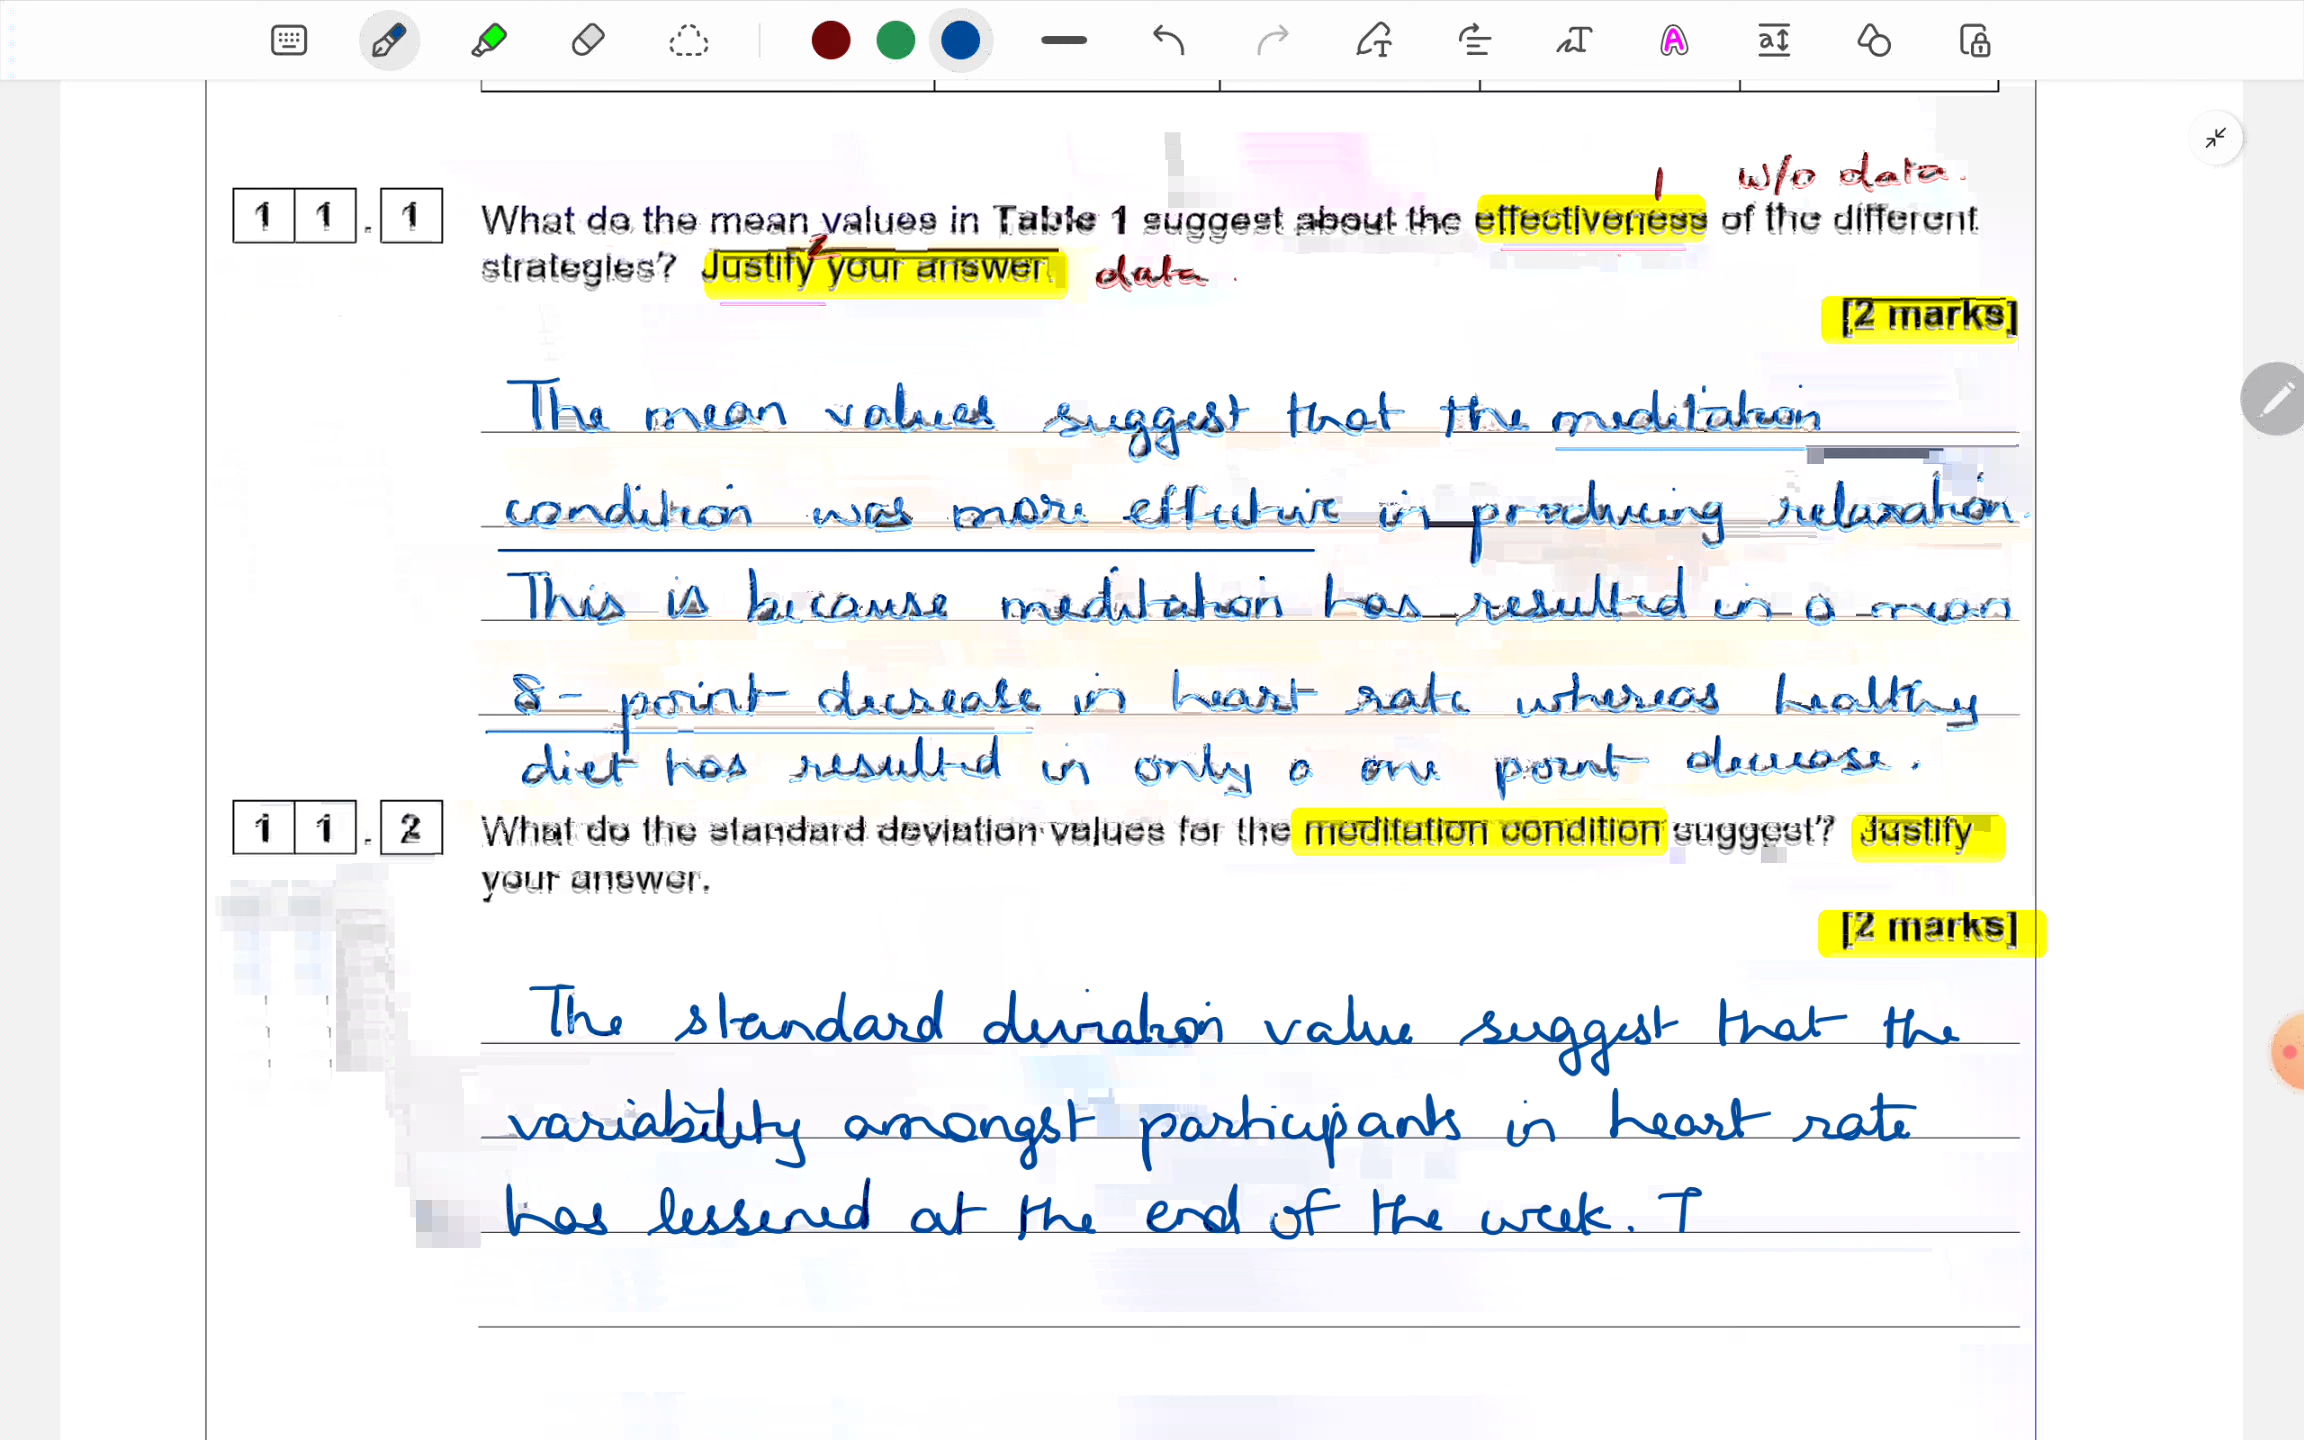 1 w/o data.
1 1 . 1 What do the mean values in Table 1 suggest about the effectiveness of the different
2
strategies? Justify your answer. data.
[2 marks]
The mean values suggest that the meditation
condition was more effective in producing relaxation.
This is because meditation has resulted in a mean
8-point decrease in heart rate whereas healthy
diet has resulted in only a one point decrease.
1 1 . 2 What do the standard deviation values for the meditation condition suggest? Justify
your answer.
[2 marks]
The standard deviation value suggest that the
variability amongst participants in heart rate
has lessened at the end of the week. T